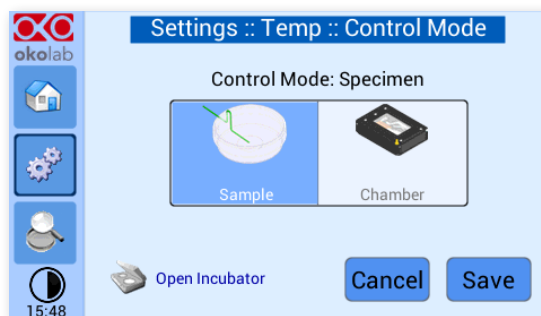 Settings :: Temp :: Control Mode
okolab
Control Mode: Specimen
Sample
Chamber
Open Incubator
Cancel
Save
15:48